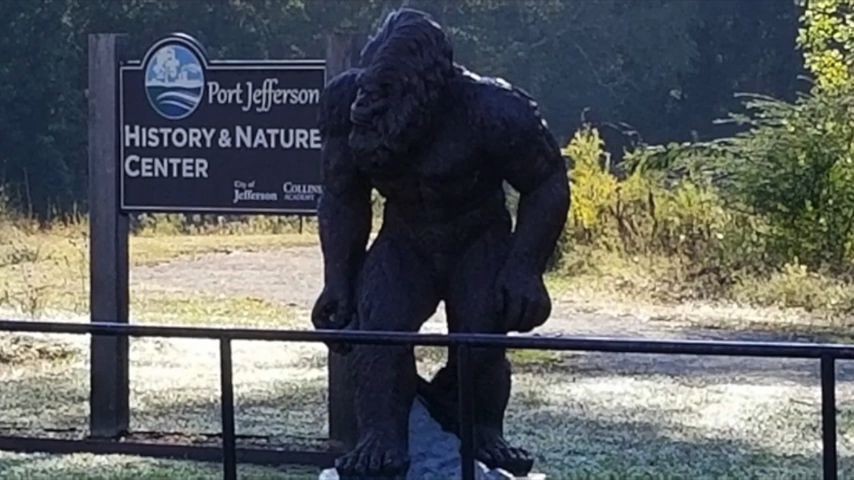 Port Jefferson
HISTORY & NATURE
CENTER
City of
Jefferson
COLLINS
ACADEMY